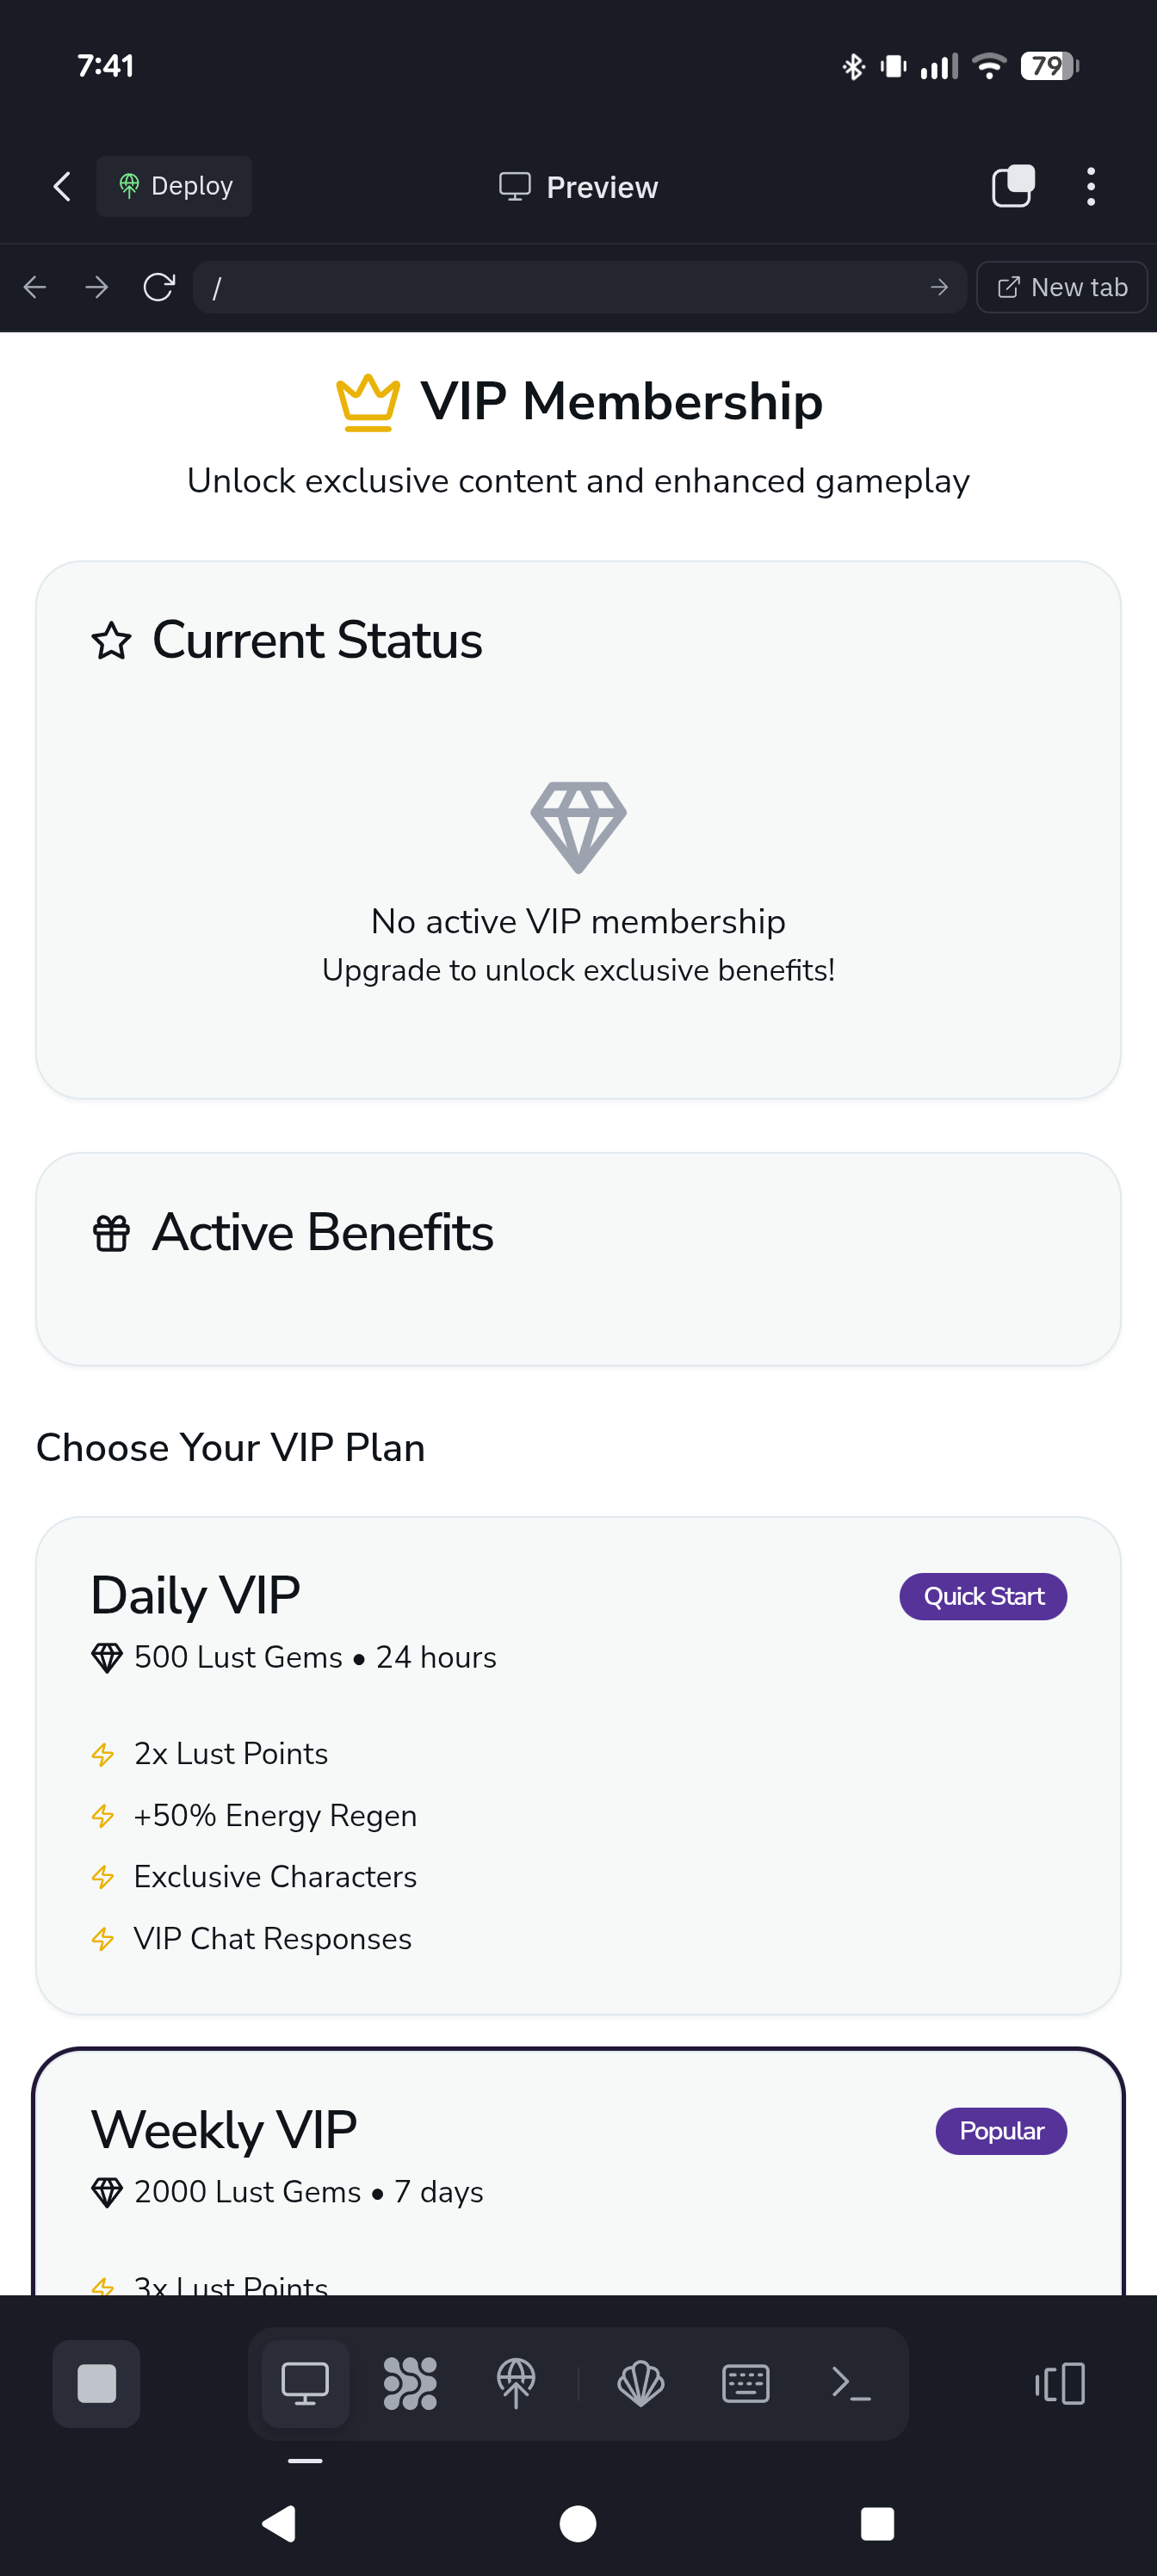 7:41
79
Deploy
Preview
/
New tab
VIP Membership
Unlock exclusive content and enhanced gameplay
Current Status
No active VIP membership
Upgrade to unlock exclusive benefits!
Active Benefits
Choose Your VIP Plan
Daily VIP
Quick Start
500 Lust Gems • 24 hours
2x Lust Points
+50% Energy Regen
Exclusive Characters
VIP Chat Responses
Weekly VIP
Popular
2000 Lust Gems • 7 days
3x Lust Points